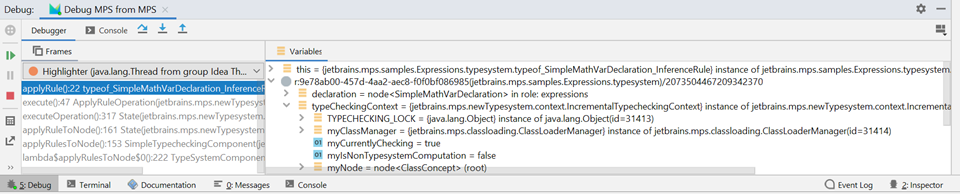 Debug: Debug MPS from MPS
Debugger Console
Frames
Highlighter (java.lang.Thread from group Idea Th...
applyRule():22 typeof_SimpleMathVarDeclaration_InferenceR
execute():47 ApplyRuleOperation(jetbrains.mps.newTypesyste
executeOperation():317 State(jetbrains.mps.newTypesystem.
applyRuleToNode():161 State(jetbrains.mps.newTypesystem.c
applyRulesToNode():153 SimpleTypecheckingComponent(je
lambda$applyRulesToNode$0():222 TypeSystemComponen
Variables
this = {jetbrains.mps.samples.Expressions.typesystem.typeof_SimpleMathVarDeclaration_InferenceRule} instance of jetbrains.mps.samples.Expressions.typesystem.
r:9e78ab00-457d-4aa2-aec8-f0f0bf086985(jetbrains.mps.samples.Expressions.typesystem)/2073504467209342370
declaration = node<SimpleMathVarDeclaration> in role: expressions
typeCheckingContext = {jetbrains.mps.newTypesystem.context.IncrementalTypecheckingContext} instance of jetbrains.mps.newTypesystem.context.Increme
TYPECHECKING_LOCK = {java.lang.Object} instance of java.lang.Object(id=31413)
myClassManager = {jetbrains.mps.classloading.ClassLoaderManager} instance of jetbrains.mps.classloading.ClassLoaderManager(id=31414)
myCurrentlyChecking = true
myIsNonTypesystemComputation = false
myNode = node<ClassConcept> (root)
5: Debug Terminal Documentation 0: Messages Console Event Log 2: Inspector